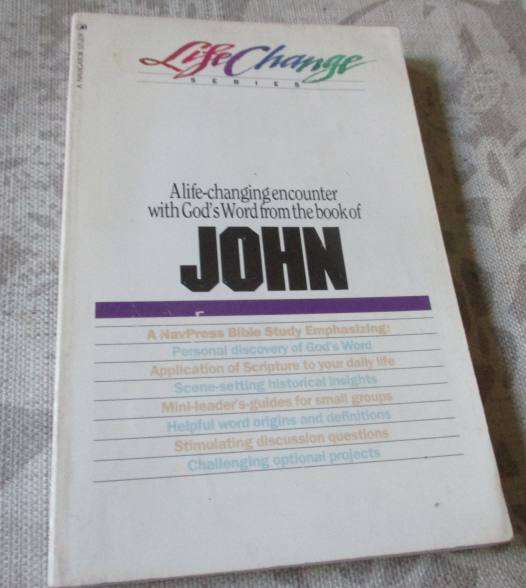 LifeChange
SERIES
A life-changing encounter
with God's Word from the book of
JOHN
A NavPress Bible Study Emphasizing:
Personal discovery of God's Word
Application of Scripture to your daily life
Scene-setting historical insights
Mini-leader's-guides for small groups
Helpful word origins and definitions
Stimulating discussion questions
Challenging optional projects